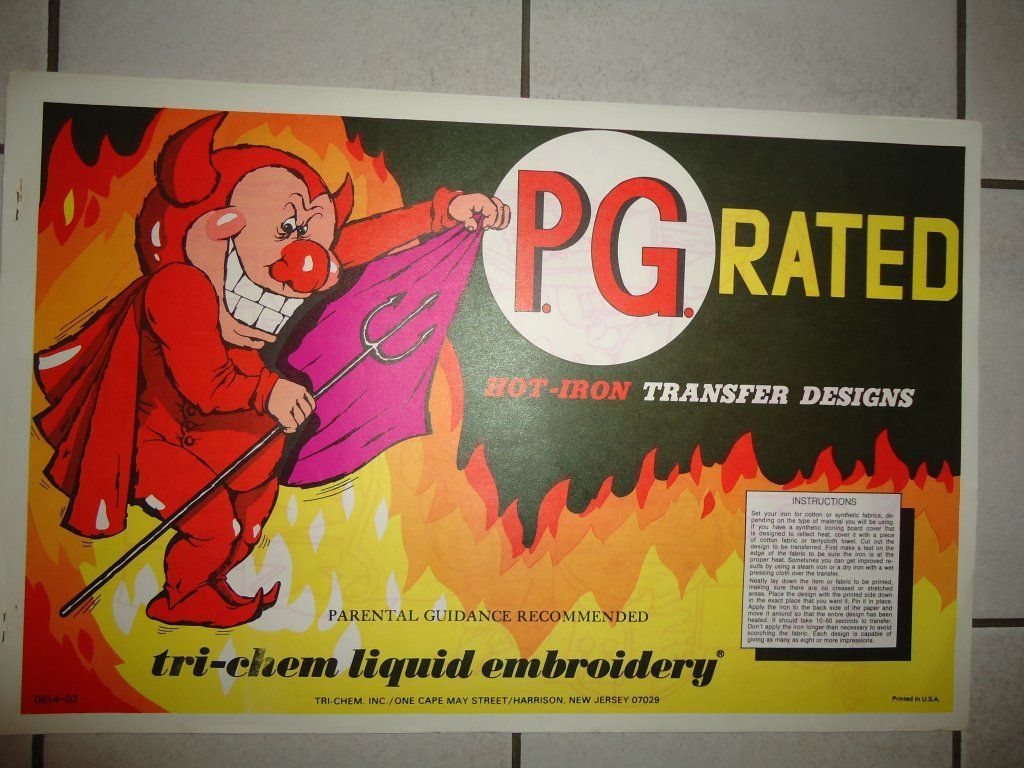 P.G. RATED
HOT-IRON TRANSFER DESIGNS
INSTRUCTIONS
Set your iron for cotton or synthetic fabrics, de-
pending on the type of material you will be using.
If you have a synthetic ironing board cover that
is designed to reflect heat, cover it with a piece
of cotton fabric or terrycloth towel. Cut out the
design to be transferred. First make a test on the
edge of the fabric to be sure the iron is at the
proper heat. Sometimes you can get improved re-
sults by using a steam iron or a dry iron with a wet
pressing cloth over the transfer.
Neatly lay down the item or fabric to be printed,
making sure there are no creased or stretched
areas. Place the design with the printed side down
in the exact place that you want it. Pin it in place.
Apply the iron to the back side of the paper and
move it around so that the entire design has been
heated. It should take 10-60 seconds to transfer.
Don't apply the iron longer than necessary to avoid
scorching the fabric. Each design is capable of
giving as many as eight or more impressions.
PARENTAL GUIDANCE RECOMMENDED
tri-chem liquid embroidery®
0614-02
TRI-CHEM. INC./ONE CAPE MAY STREET/HARRISON, NEW JERSEY 07029
Printed in U.S.A.